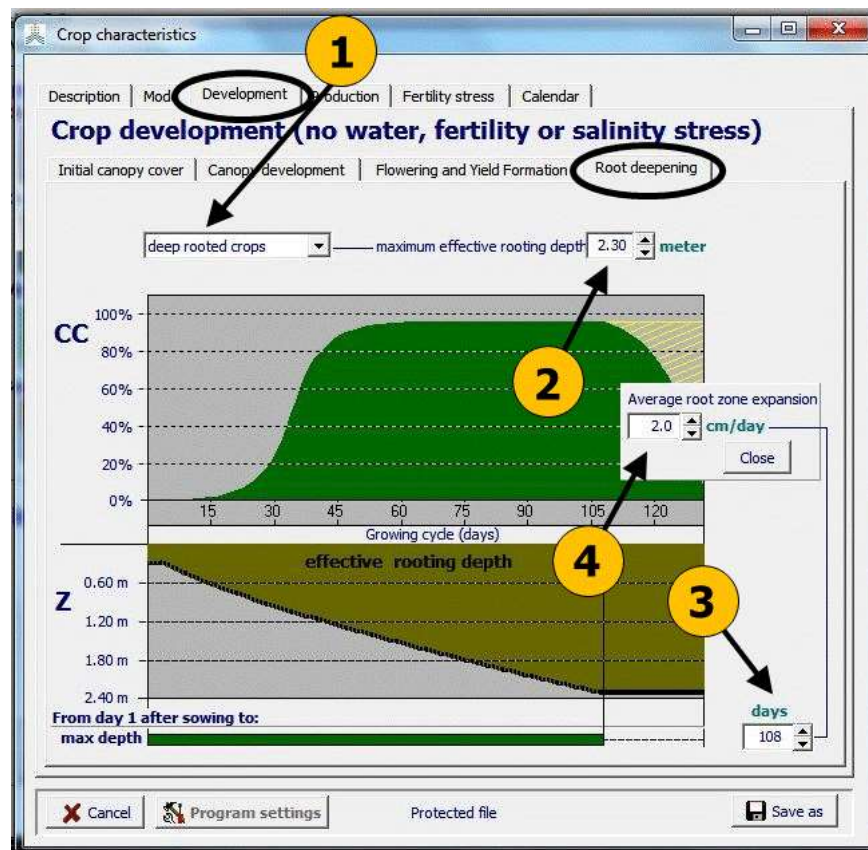 Crop characteristics
1
Description Mod Development Production Fertility stress Calendar
Crop development (no water, fertility or salinity stress)
Initial canopy cover Canopy development Flowering and Yield Formation Root deepening
deep rooted crops maximum effective rooting depth 2.30 meter
CC
100%
80%
60%
40%
20%
0%
2
Average root zone expansion
2.0 cm/day
Close
15 30 45 60 75 90 105 120
Growing cycle (days)
effective rooting depth
4
3
Z
0.60 m
1.20 m
1.80 m
2.40 m
From day 1 after sowing to:
max depth
days
108
Cancel Program settings Protected file Save as